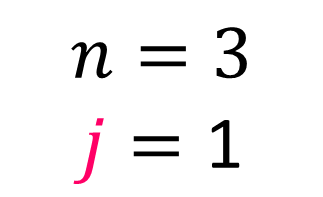 n = 3
j = 1